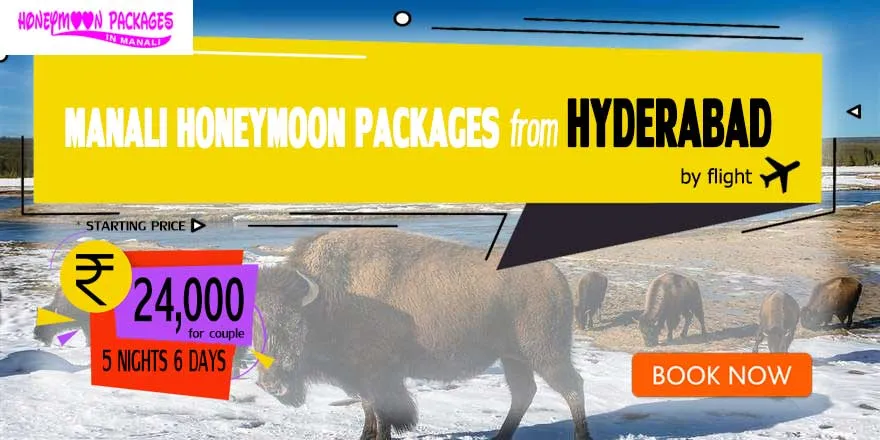 HONEYMOON PACKAGES
IN MANALI
MANALI HONEYMOON PACKAGES from HYDERABAD
by flight
* STARTING PRICE
₹
24,000
for couple
5 NIGHTS 6 DAYS
BOOK NOW